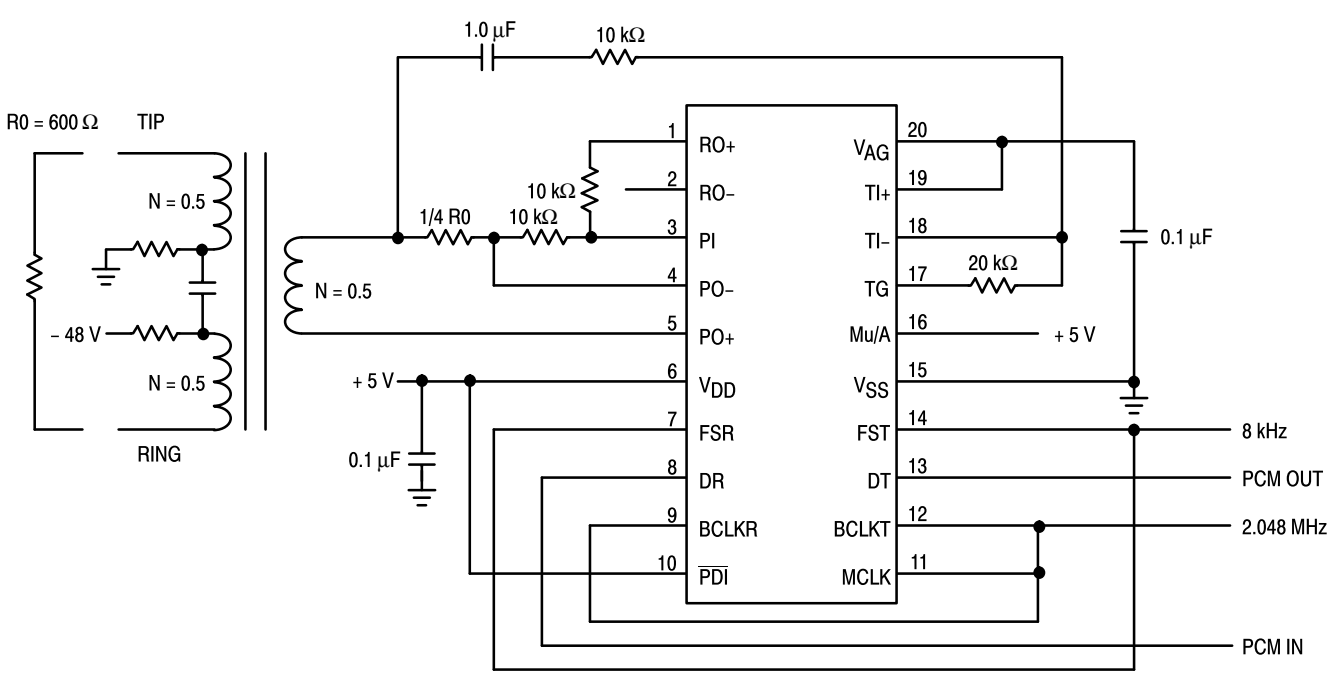 1.0 µF
10 kΩ
R0 = 600 Ω
TIP
N = 0.5
– 48 V
N = 0.5
RING
N = 0.5
1/4 R0
10 kΩ
10 kΩ
+ 5 V
0.1 µF
1 RO+
2 RO–
3 PI
4 PO–
5 PO+
6 VDD
7 FSR
8 DR
9 BCLKR
10 PDI
VAG 20
TI+ 19
TI– 18
TG 17
Mu/A 16
VSS 15
FST 14
DT 13
BCLKT 12
MCLK 11
20 kΩ
0.1 µF
+ 5 V
8 kHz
PCM OUT
2.048 MHz
PCM IN